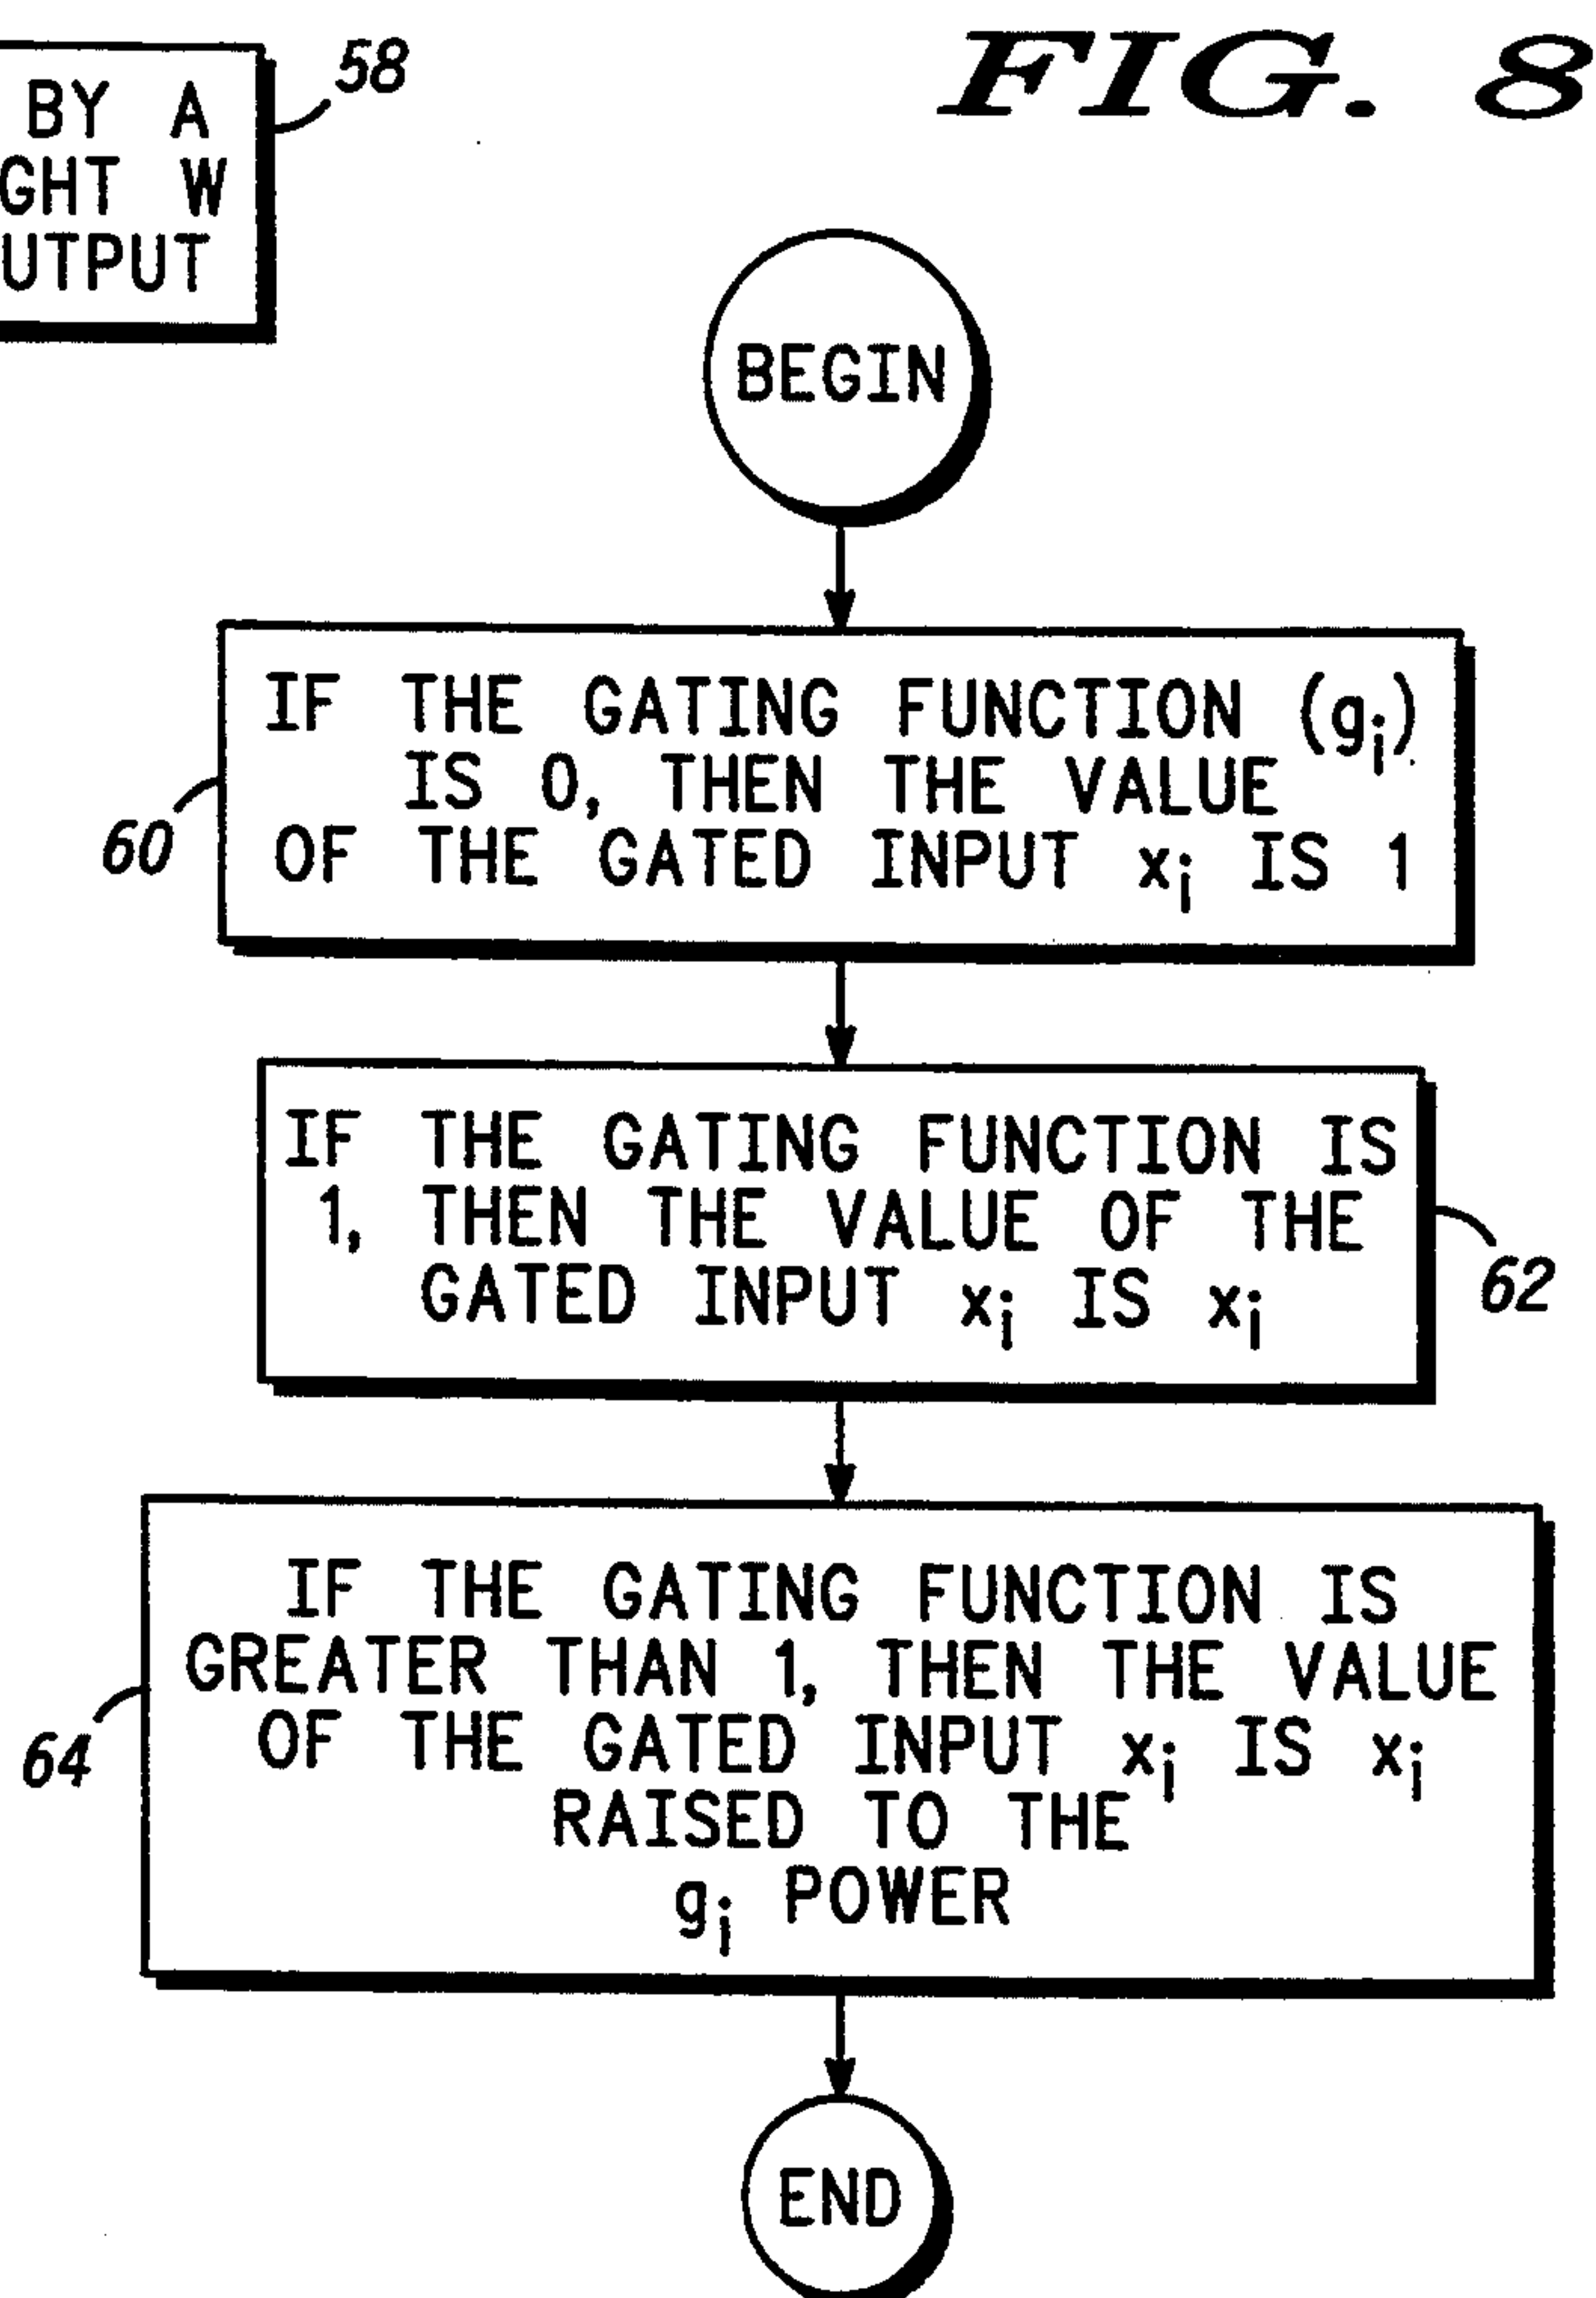 FIG. 8
58
BY A
GHT W
UTPUT
BEGIN
60
IF THE GATING FUNCTION (gᵢ)
IS 0, THEN THE VALUE
OF THE GATED INPUT xᵢ IS 1
IF THE GATING FUNCTION IS
1, THEN THE VALUE OF THE
GATED INPUT xᵢ IS xᵢ
62
IF THE GATING FUNCTION IS
GREATER THAN 1, THEN THE VALUE
OF THE GATED INPUT xᵢ IS xᵢ
RAISED TO THE
gᵢ POWER
64
END